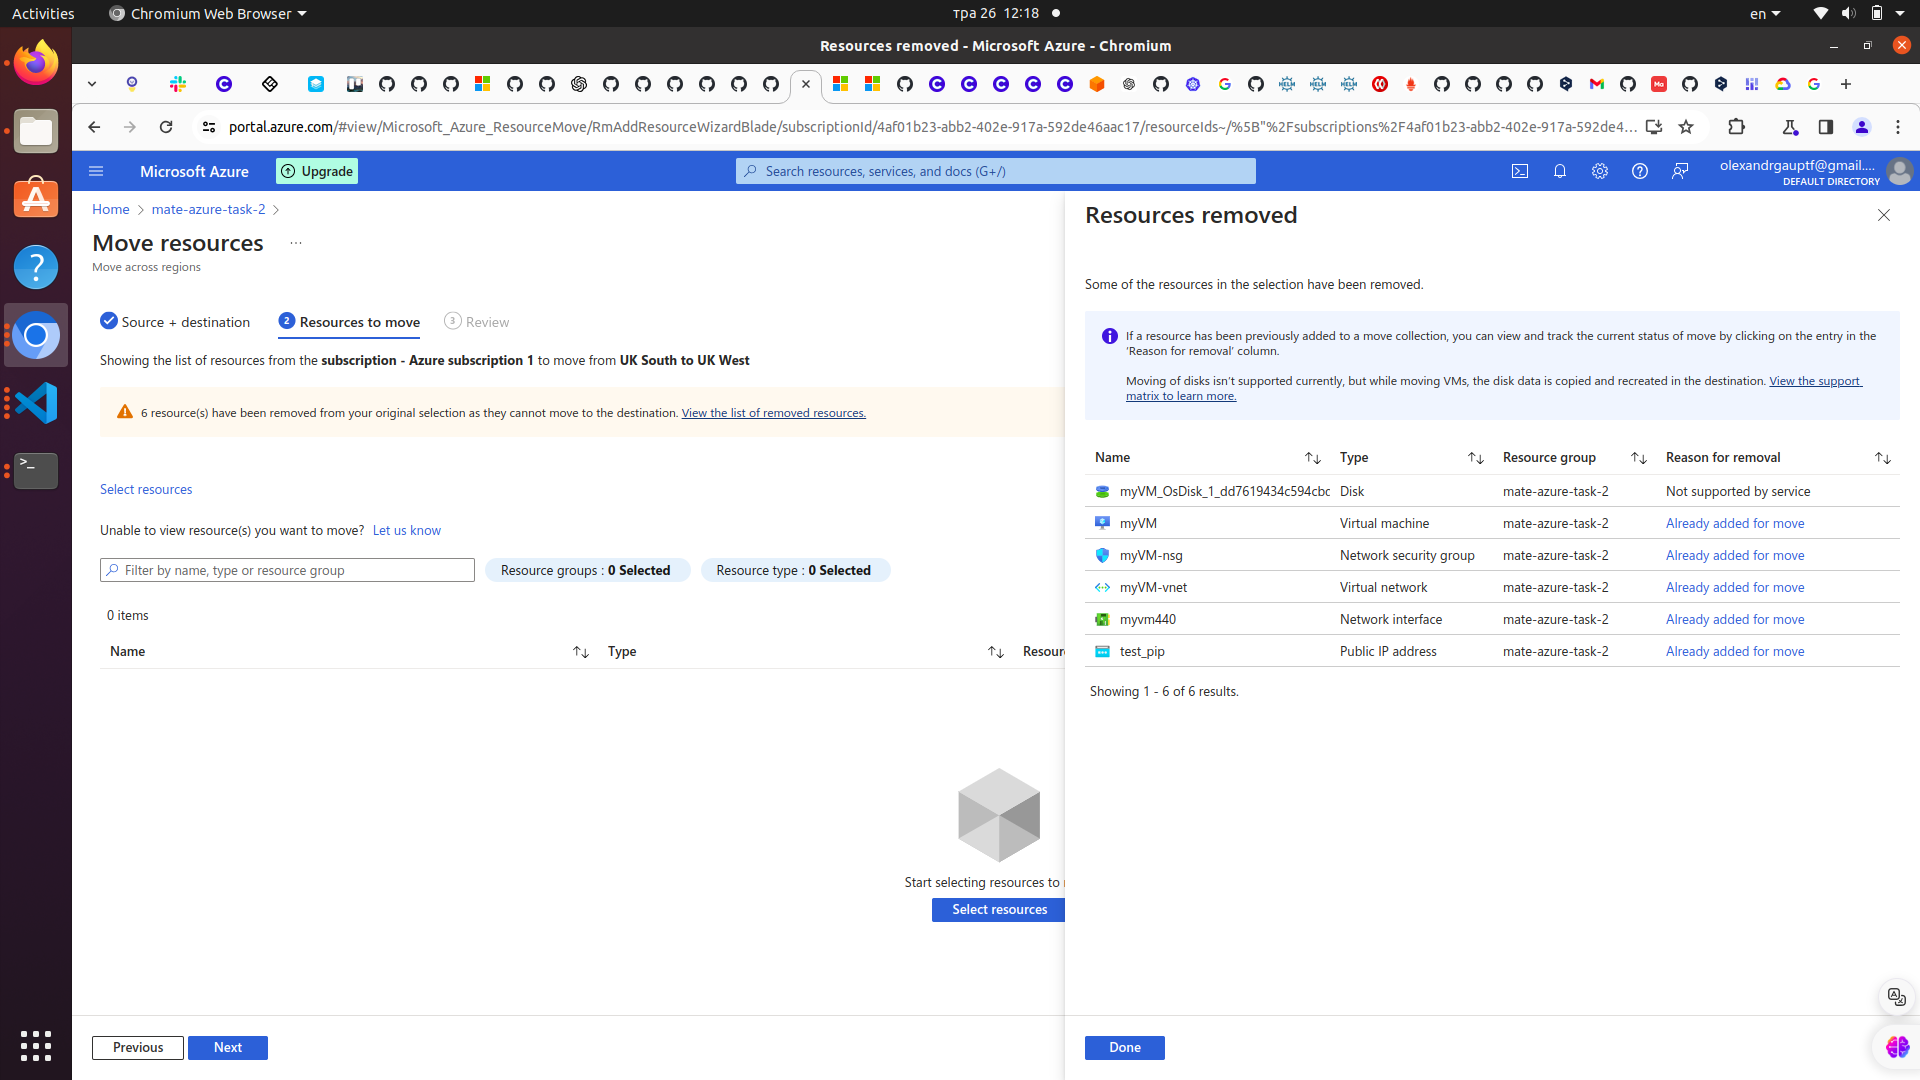 Activities
Chromium Web Browser
тра 26 12:18
en
Resources removed - Microsoft Azure - Chromium
portal.azure.com/#view/Microsoft_Azure_ResourceMove/RmAddResourceWizardBlade/subscriptionId/4af01b23-abb2-402e-917a-592de46aac17/resourceIds~/%5B"%2Fsubscriptions%2F4af01b23-abb2-402e-917a-592de4...
Microsoft Azure
Upgrade
Search resources, services, and docs (G+/)
olexandrgauptf@gmail....
DEFAULT DIRECTORY
Home > mate-azure-task-2 >
Move resources ...
Move across regions
Source + destination
2 Resources to move
3 Review
Showing the list of resources from the subscription - Azure subscription 1 to move from UK South to UK West
6 resource(s) have been removed from your original selection as they cannot move to the destination. View the list of removed resources.
Select resources
Unable to view resource(s) you want to move? Let us know
Filter by name, type or resource group
Resource groups : 0 Selected
Resource type : 0 Selected
0 items
Name
Type
Resour
Start selecting resources to
Select resources
Previous
Next
Resources removed
Some of the resources in the selection have been removed.
If a resource has been previously added to a move collection, you can view and track the current status of move by clicking on the entry in the
‘Reason for removal’ column.
Moving of disks isn’t supported currently, but while moving VMs, the disk data is copied and recreated in the destination. View the support
matrix to learn more.
Name Type Resource group Reason for removal
myVM_OsDisk_1_dd7619434c594cbc Disk mate-azure-task-2 Not supported by service
myVM Virtual machine mate-azure-task-2 Already added for move
myVM-nsg Network security group mate-azure-task-2 Already added for move
myVM-vnet Virtual network mate-azure-task-2 Already added for move
myvm440 Network interface mate-azure-task-2 Already added for move
test_pip Public IP address mate-azure-task-2 Already added for move
Showing 1 - 6 of 6 results.
Done